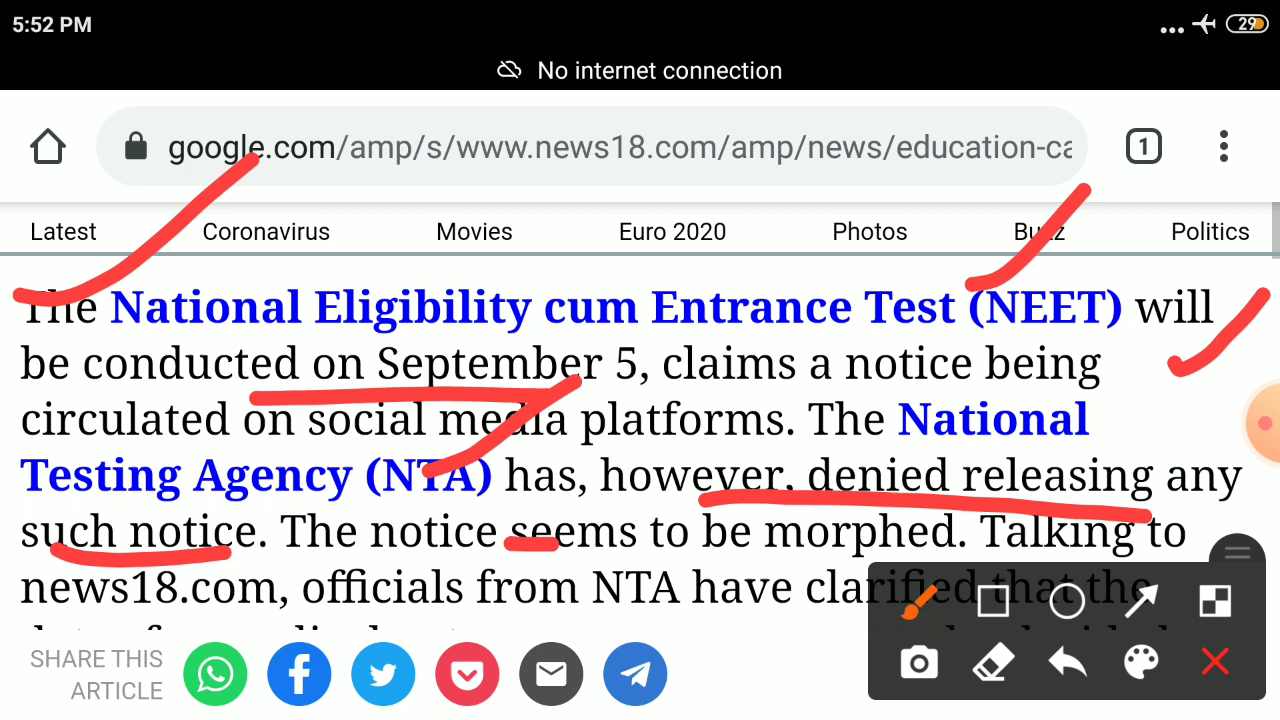 5:52 PM
29
No internet connection
google.com/amp/s/www.news18.com/amp/news/education-ca
1
Latest Coronavirus Movies Euro 2020 Photos Buzz Politics
The National Eligibility cum Entrance Test (NEET) will
be conducted on September 5, claims a notice being
circulated on social media platforms. The National
Testing Agency (NTA) has, however, denied releasing any
such notice. The notice seems to be morphed. Talking to
news18.com, officials from NTA have clarified that the
SHARE THIS
ARTICLE